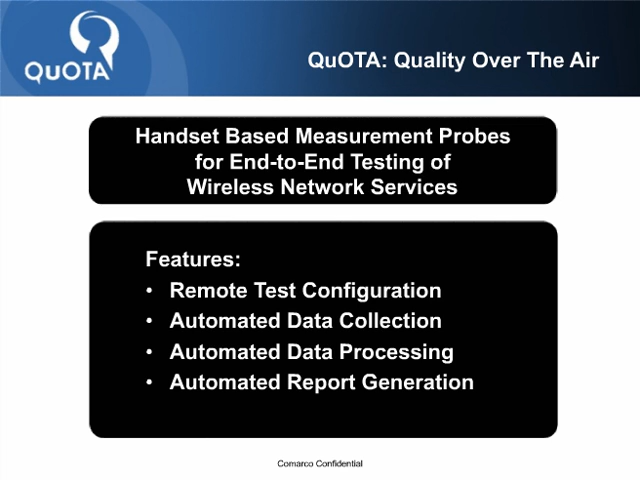 QUOTA
QuOTA: Quality Over The Air
Handset Based Measurement Probes
for End-to-End Testing of
Wireless Network Services
Features:
• Remote Test Configuration
• Automated Data Collection
• Automated Data Processing
• Automated Report Generation
Comarco Confidential